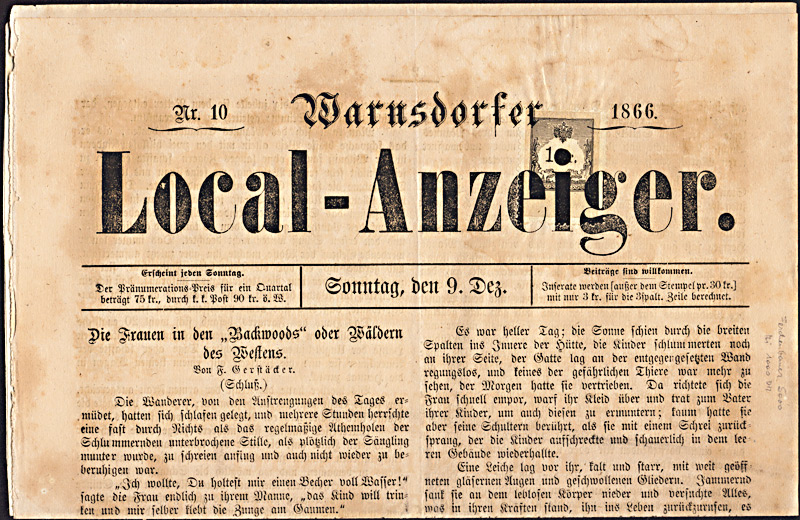 Nr. 10
Warnsdorfer
1866.
1 k.
Local-Anzeiger.
Erscheint jeden Sonntag.
Der Pränumerations-Preis für ein Quartal
beträgt 75 kr., durch k. k. Post 90 kr. ö. W.
Sonntag, den 9. Dez.
Beiträge sind willkommen.
Inserate werden [außer dem Stempel pr. 30 kr.]
mit nur 3 kr. für die 3spalt. Zeile berechnet.
Die Frauen in den „Backwoods" oder Wäldern
des Westens.
Von F. Gerstäcker.
(Schluß.)
Die Wanderer, von den Anstrengungen des Tages er-
müdet, hatten sich schlafen gelegt, und mehrere Stunden herrschte
eine fast durch Nichts als das regelmäßige Athemholen der
Schlummernden unterbrochene Stille, als plötzlich der Säugling
munter wurde, zu schreien anfing und auch nicht wieder zu be-
beruhigen war.
„Ich wollte, Du holtest mir einen Becher voll Wasser!"
sagte die Frau endlich zu ihrem Manne, „das Kind will trin-
ken und mir selber klebt die Zunge am Gaumen."
Es war heller Tag; die Sonne schien durch die breiten
Spalten ins Innere der Hütte, die Kinder schlummerten noch
an ihrer Seite, der Gatte lag an der entgegengesetzten Wand
regungslos, und keines der gefährlichen Thiere war mehr zu
sehen, der Morgen hatte sie vertrieben. Da richtete sich die
Frau schnell empor, warf ihr Kleid über und trat zum Vater
ihrer Kinder, um auch diesen zu ermuntern; kaum hatte sie
aber seine Schultern berührt, als sie mit einem Schrei zurück-
sprang, der die Kinder aufschreckte und schauerlich in dem lee-
ren Gebäude wiederhallte.
Eine Leiche lag vor ihr, kalt und starr, mit weit geöff-
neten gläsernen Augen und geschwollenen Gliedern. Jammernd
sank sie an dem leblosen Körper nieder und versuchte Alles,
was in ihren Kräften stand, ihn ins Leben zurückzurufen, es